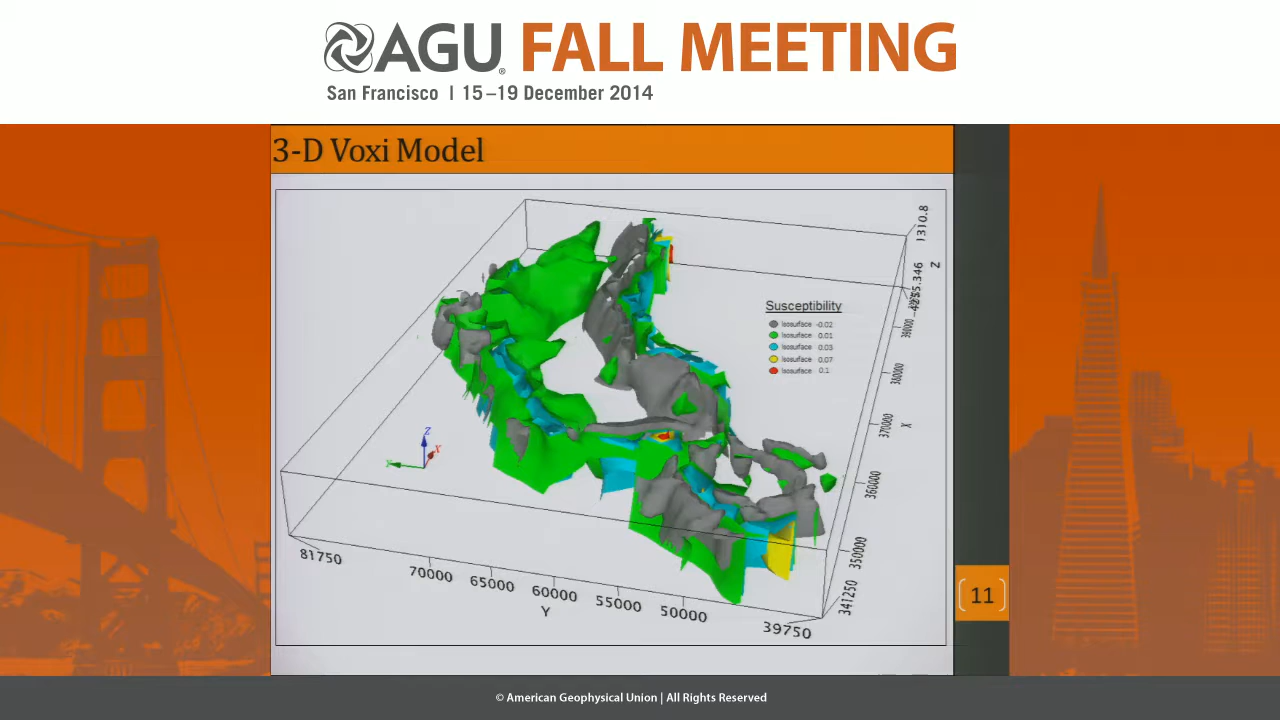 AGU FALL MEETING
San Francisco | 15–19 December 2014
3-D Voxi Model
1310.8
Z
Susceptibility
Isosurface -0.02
Isosurface 0.01
Isosurface 0.03
Isosurface 0.07
Isosurface 0.1
390000
380000
370000
X
360000
350000
341250
Z
X
Y
81750
70000
65000
60000
55000
50000
39750
Y
11
© American Geophysical Union | All Rights Reserved